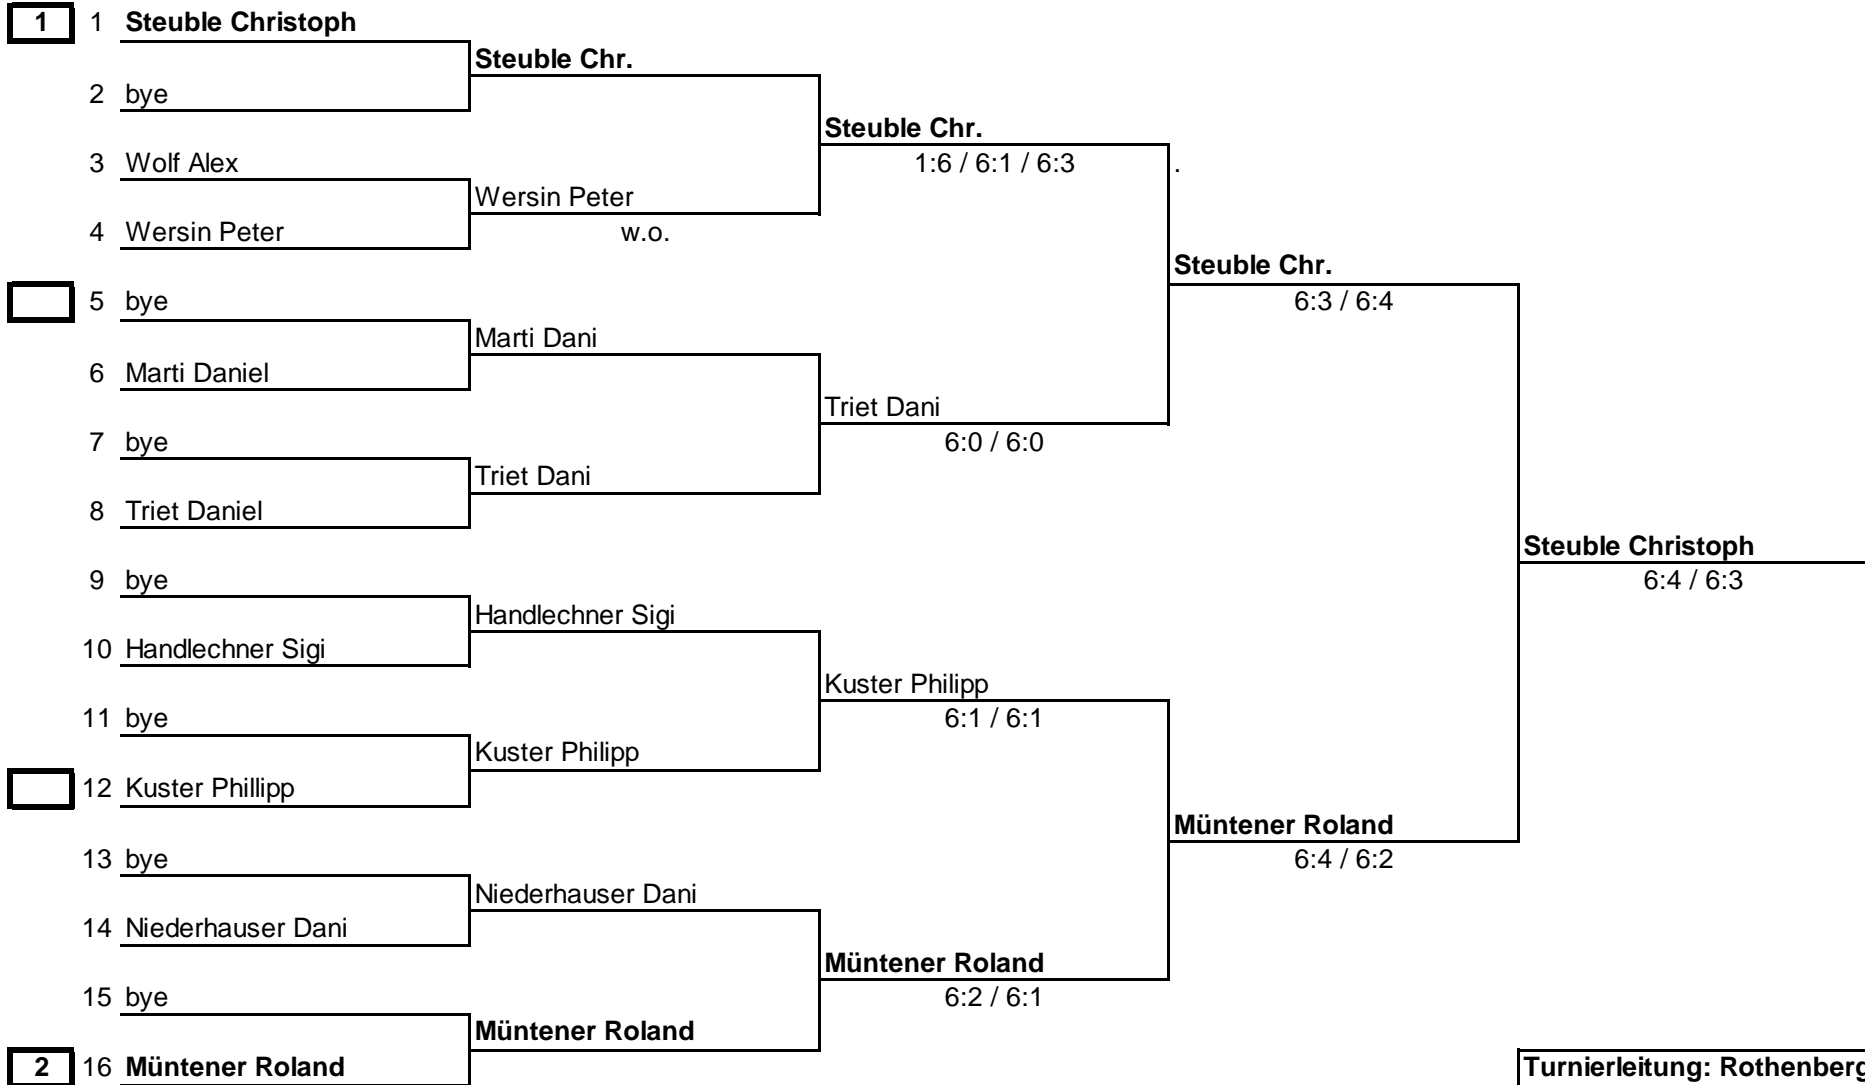 1 1 Steuble Christoph
Steuble Chr.
2 bye
Steuble Chr.
3 Wolf Alex 1:6 / 6:1 / 6:3 .
Wersin Peter
4 Wersin Peter w.o.
Steuble Chr.
5 bye 6:3 / 6:4
Marti Dani
6 Marti Daniel
Triet Dani
7 bye 6:0 / 6:0
Triet Dani
8 Triet Daniel
Steuble Christoph
9 bye 6:4 / 6:3
Handlechner Sigi
10 Handlechner Sigi
Kuster Philipp
11 bye 6:1 / 6:1
Kuster Philipp
12 Kuster Phillipp
Müntener Roland
13 bye 6:4 / 6:2
Niederhauser Dani
14 Niederhauser Dani
Müntener Roland
15 bye 6:2 / 6:1
Müntener Roland
2 16 Müntener Roland Turnierleitung: Rothenberg